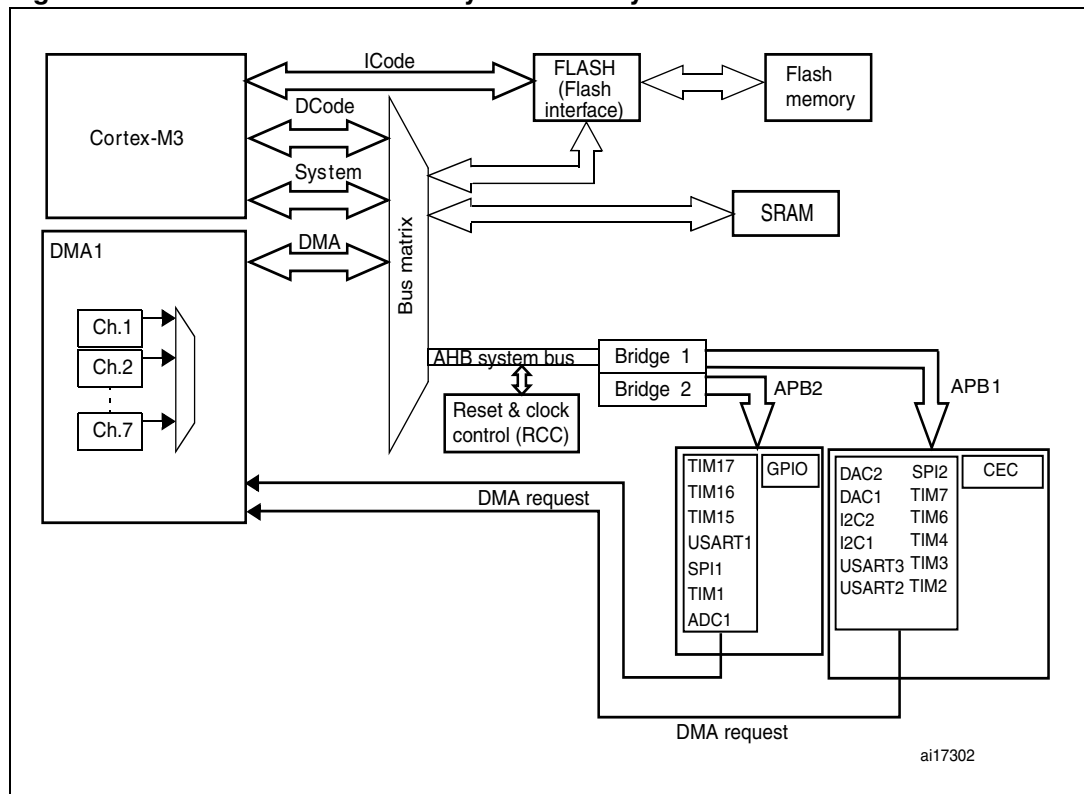 ICode
FLASH
(Flash
interface)
Flash
memory
Cortex-M3
DCode
System
SRAM
DMA1
DMA
Bus matrix
Ch.1
Ch.2
Ch.7
AHB system bus
Bridge 1
Bridge 2
APB2
APB1
Reset & clock
control (RCC)
TIM17
TIM16
TIM15
USART1
SPI1
TIM1
ADC1
GPIO
DAC2
DAC1
I2C2
I2C1
USART3
USART2
SPI2
TIM7
TIM6
TIM4
TIM3
TIM2
CEC
DMA request
DMA request
ai17302